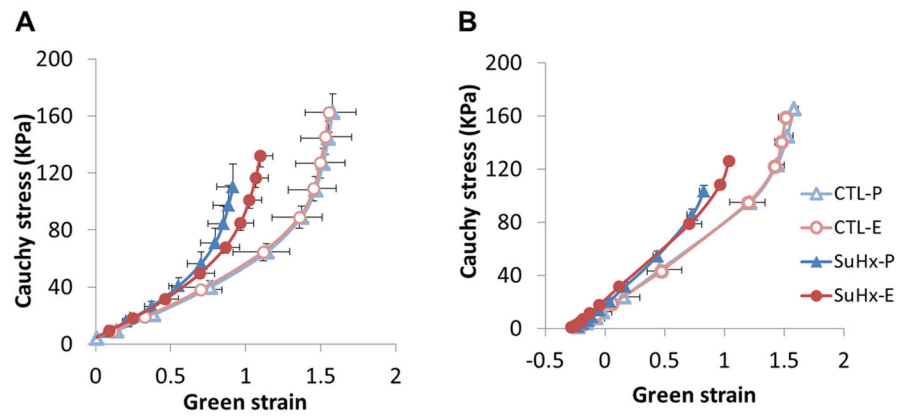 A
B
Cauchy stress (KPa)
200
160
120
80
40
0
0
0.5
1
1.5
2
Green strain
Cauchy stress (KPa)
200
160
120
80
40
0
-0.5
0
0.5
1
1.5
2
Green strain
CTL-P
CTL-E
SuHx-P
SuHx-E